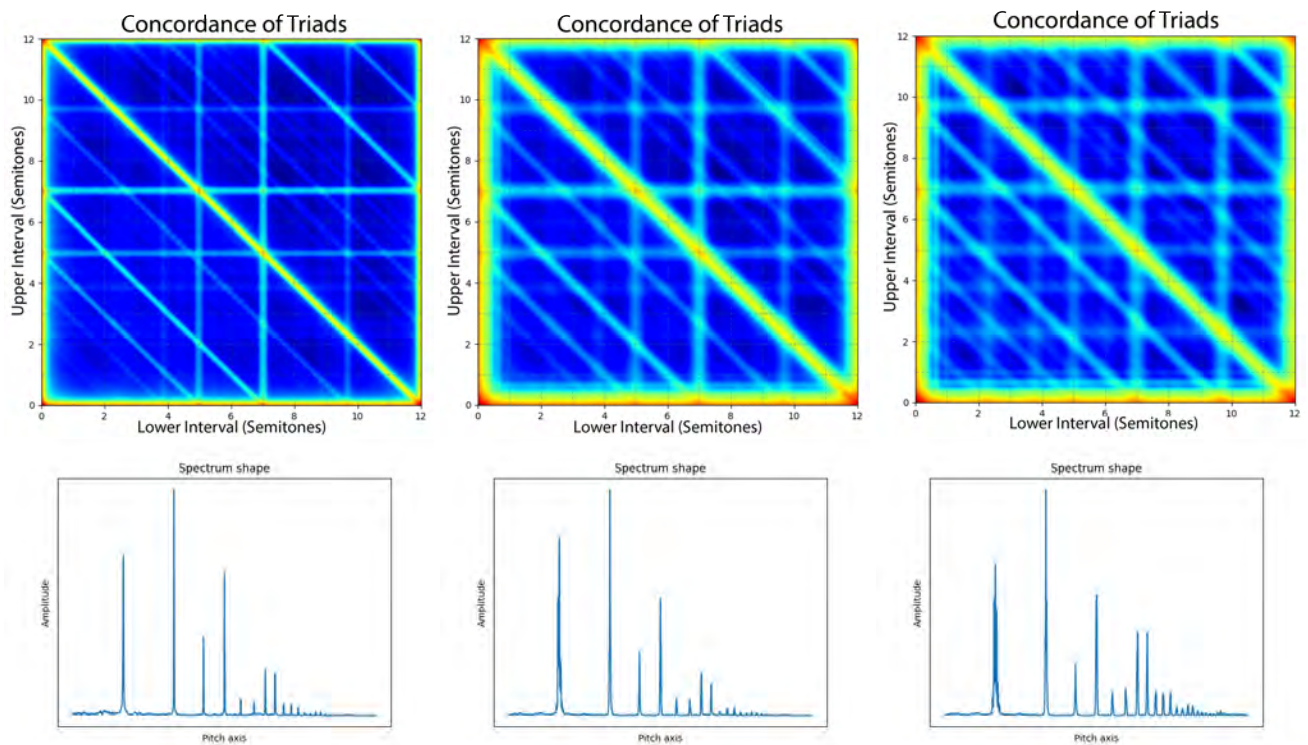 Concordance of Triads
Concordance of Triads
Concordance of Triads
Upper Interval (Semitones)
12
10
8
6
4
2
0
0
2
4
6
8
10
12
Lower Interval (Semitones)
Upper Interval (Semitones)
12
10
8
6
4
2
0
0
2
4
6
8
10
12
Lower Interval (Semitones)
Upper Interval (Semitones)
12
10
8
6
4
2
0
0
2
4
6
8
10
12
Lower Interval (Semitones)
Spectrum shape
Amplitude
Pitch axis
Spectrum shape
Amplitude
Pitch axis
Spectrum shape
Amplitude
Pitch axis